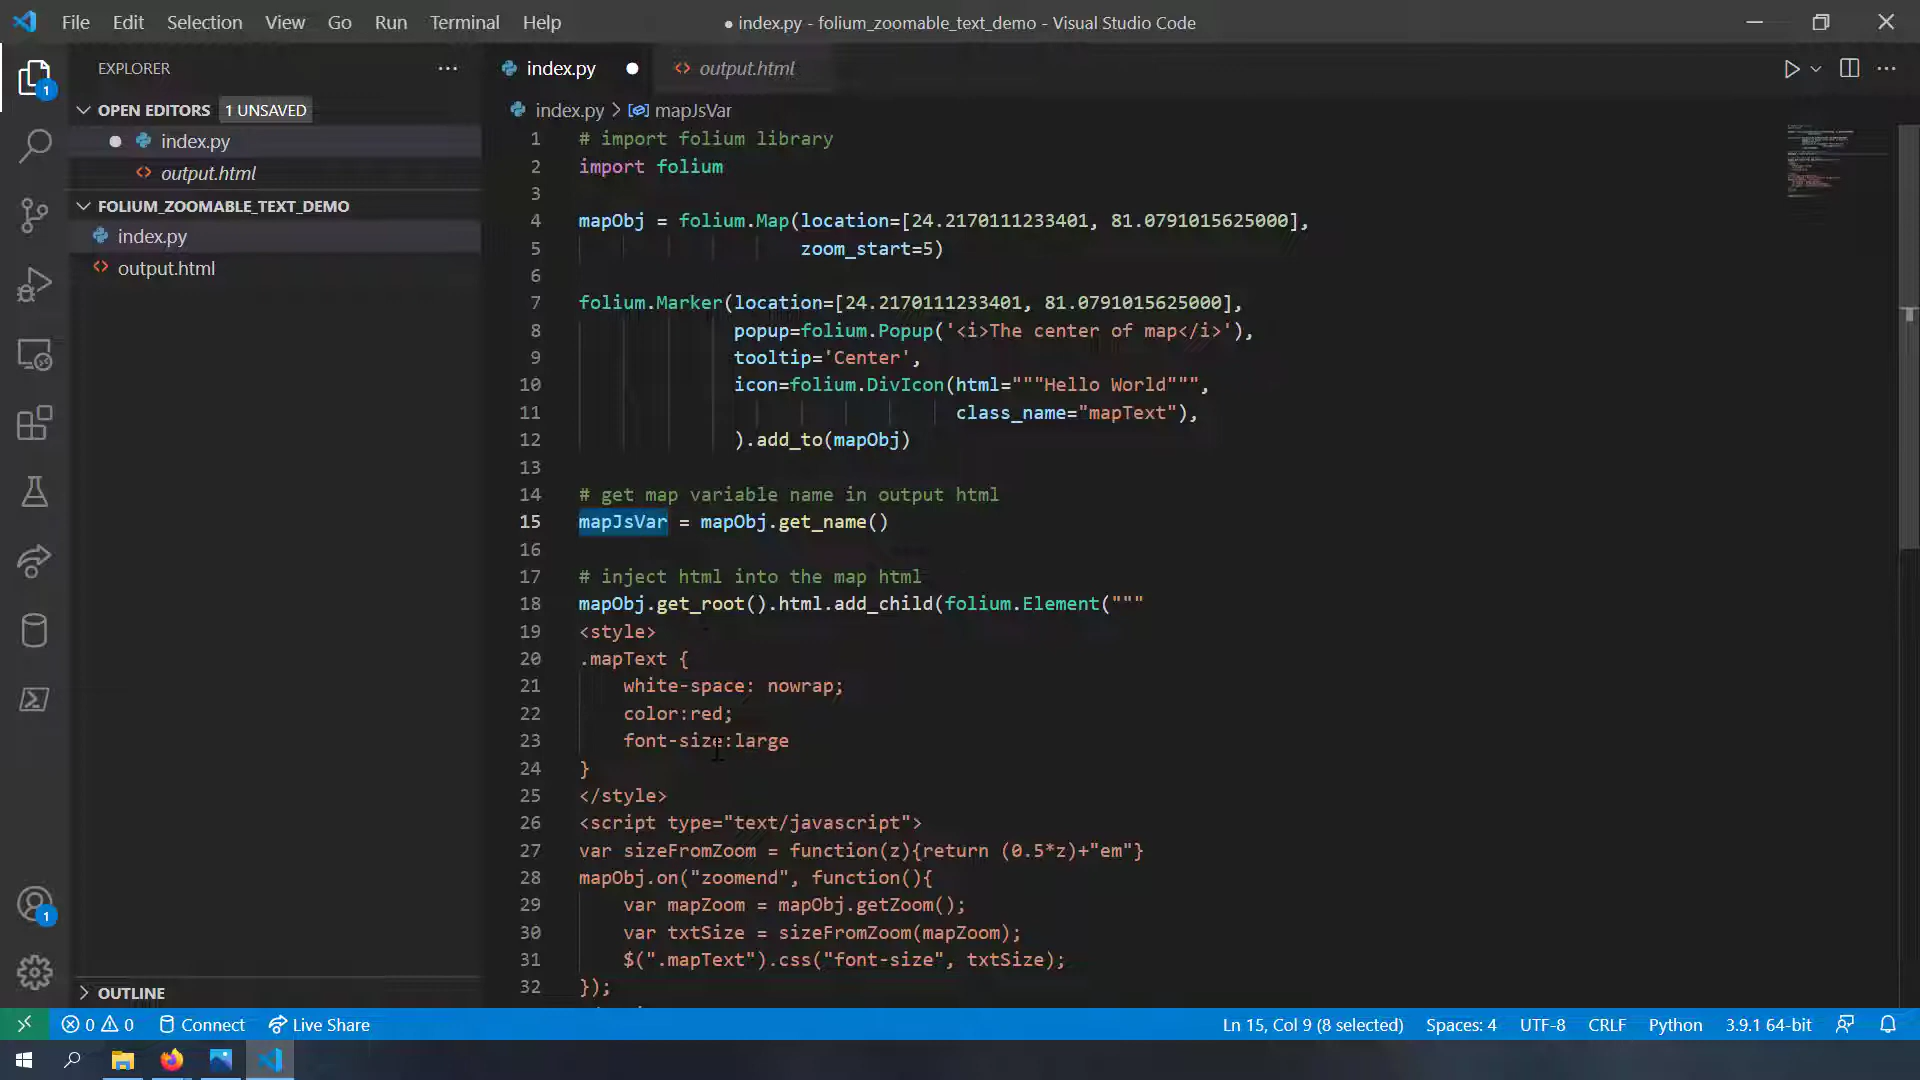 File Edit Selection View Go Run Terminal Help
● index.py - folium_zoomable_text_demo - Visual Studio Code
EXPLORER
OPEN EDITORS 1 UNSAVED
index.py
output.html
FOLIUM_ZOOMABLE_TEXT_DEMO
index.py
output.html
OUTLINE
1
1
index.py
output.html
index.py > mapJsVar
1 # import folium library
2 import folium
3
4 mapObj = folium.Map(location=[24.2170111233401, 81.0791015625000],
5 zoom_start=5)
6
7 folium.Marker(location=[24.2170111233401, 81.0791015625000],
8 popup=folium.Popup('<i>The center of map</i>'),
9 tooltip='Center',
10 icon=folium.DivIcon(html="""Hello World""",
11 class_name="mapText"),
12 ).add_to(mapObj)
13
14 # get map variable name in output html
15 mapJsVar = mapObj.get_name()
16
17 # inject html into the map html
18 mapObj.get_root().html.add_child(folium.Element("""
19 <style>
20 .mapText {
21 white-space: nowrap;
22 color:red;
23 font-size:large
24 }
25 </style>
26 <script type="text/javascript">
27 var sizeFromZoom = function(z){return (0.5*z)+"em"}
28 mapObj.on("zoomend", function(){
29 var mapZoom = mapObj.getZoom();
30 var txtSize = sizeFromZoom(mapZoom);
31 $(".mapText").css("font-size", txtSize);
32 });
0 0 Connect Live Share
Ln 15, Col 9 (8 selected) Spaces: 4 UTF-8 CRLF Python 3.9.1 64-bit